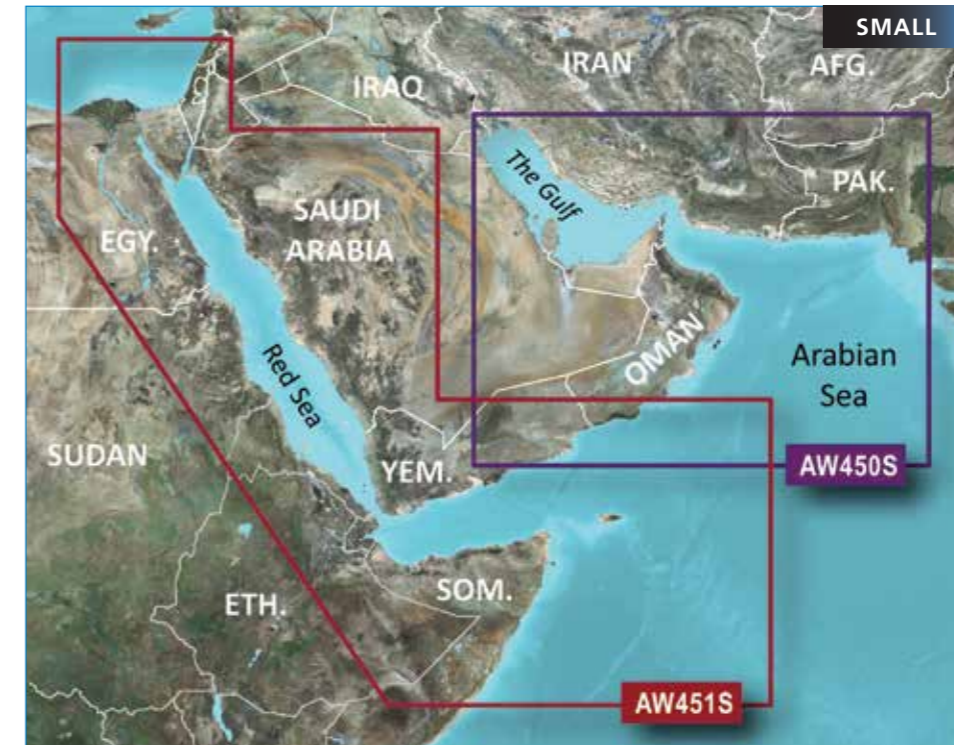 SMALL
IRAN
AFG.
IRAQ
The Gulf
PAK.
SAUDI
ARABIA
EGY.
OMAN
Arabian
Sea
Red Sea
SUDAN
YEM.
AW450S
SOM.
ETH.
AW451S